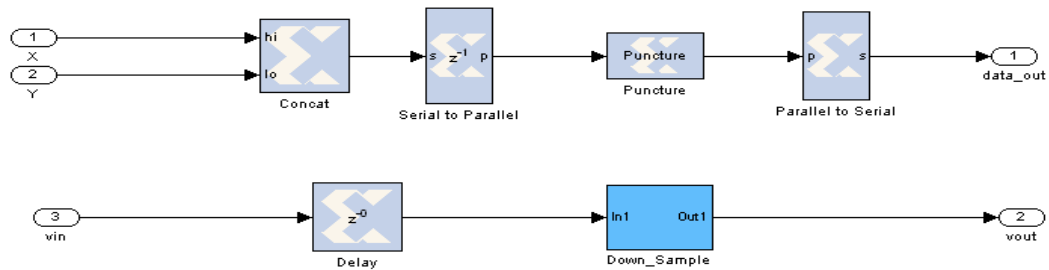 1
X
2
Y
hi
lo
Concat
s z⁻¹ p
Serial to Parallel
Puncture
Puncture
p s
Parallel to Serial
1
data_out
3
vin
z⁻⁰
Delay
In1 Out1
Down_Sample
2
vout